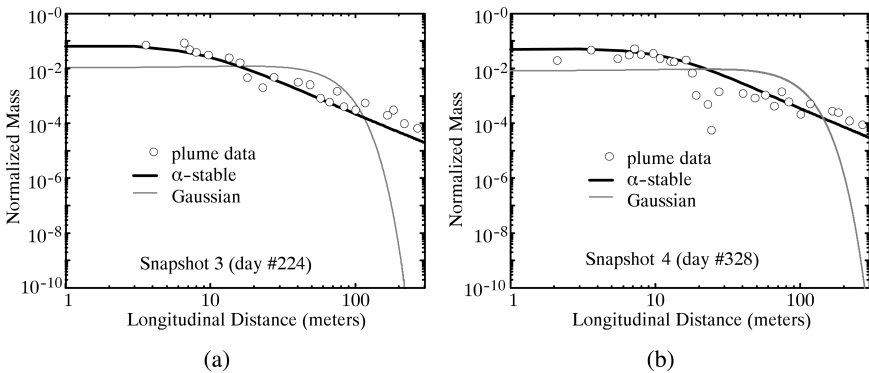 10^-0
10^-2
10^-4
10^-6
10^-8
10^-10
Normalized Mass
plume data
α-stable
Gaussian
Snapshot 3 (day #224)
1
10
100
Longitudinal Distance (meters)
(a)
10^-0
10^-2
10^-4
10^-6
10^-8
10^-10
Normalized Mass
plume data
α-stable
Gaussian
Snapshot 4 (day #328)
1
10
100
Longitudinal Distance (meters)
(b)